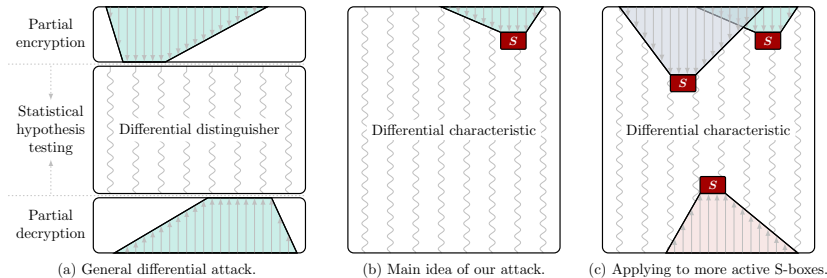 Partial
encryption
Statistical
hypothesis
testing
Partial
decryption
Differential distinguisher
(a) General differential attack.
S
Differential characteristic
(b) Main idea of our attack.
S
S
Differential characteristic
S
(c) Applying to more active S-boxes.